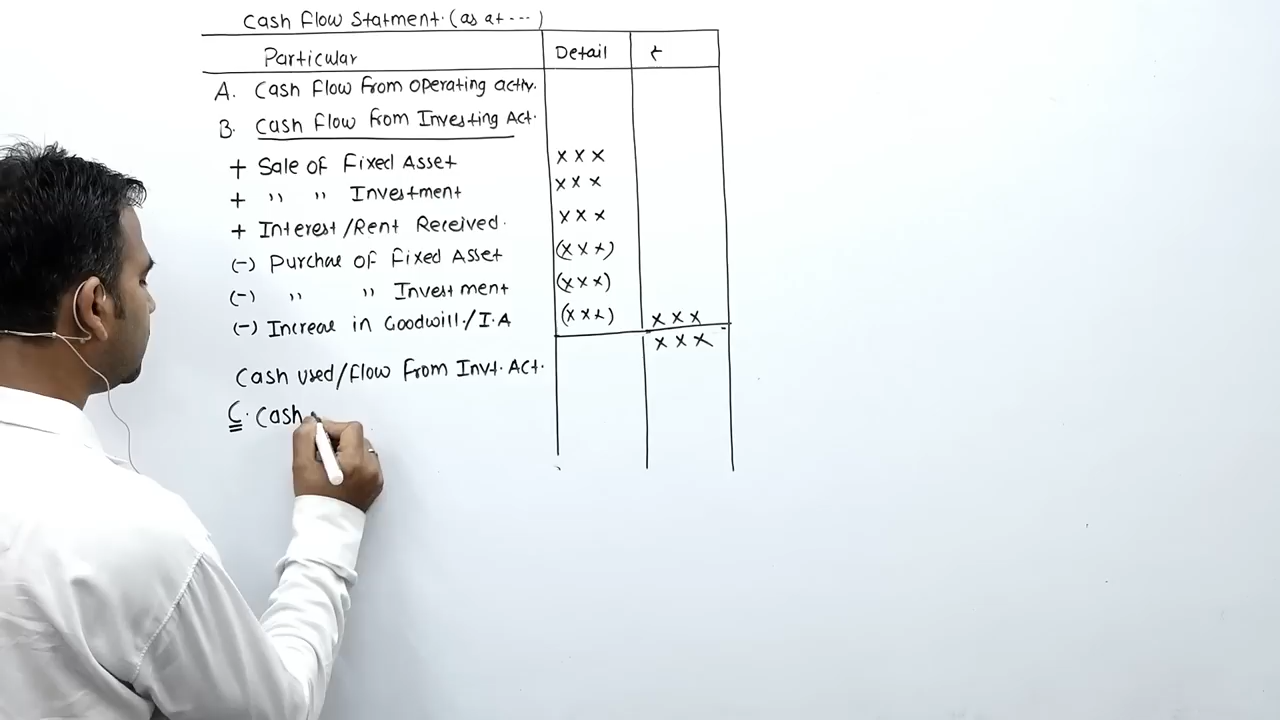 Cash Flow Statment. (as at ---)
Particular Detail ₹
A. Cash Flow From Operating activ.
B. Cash Flow From Investing Act.
+ Sale of Fixed Asset x x x
+ " " Investment x x x
+ Interest/Rent Received. x x x
(-) Purchae of Fixed Asset (x x x)
(-) " " Investment (x x x)
(-) Increae in Goodwill/I.A (x x x) x x x
x x x
Cash used/flow From Invt. Act.
C. Cash